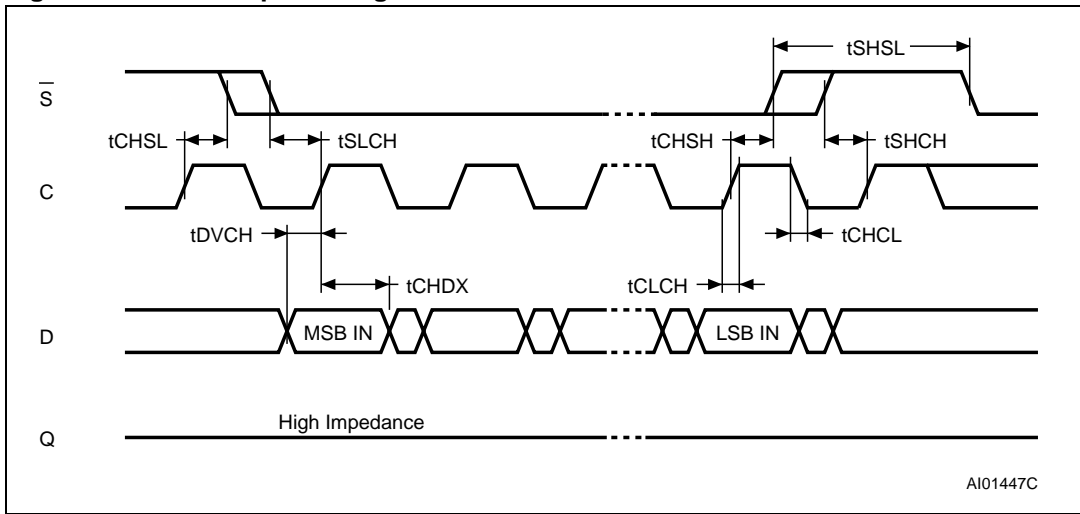 tSHSL
S
tCHSL
tSLCH
tCHSH
tSHCH
C
tDVCH
tCHCL
tCHDX
tCLCH
D
MSB IN
LSB IN
High Impedance
Q
AI01447C